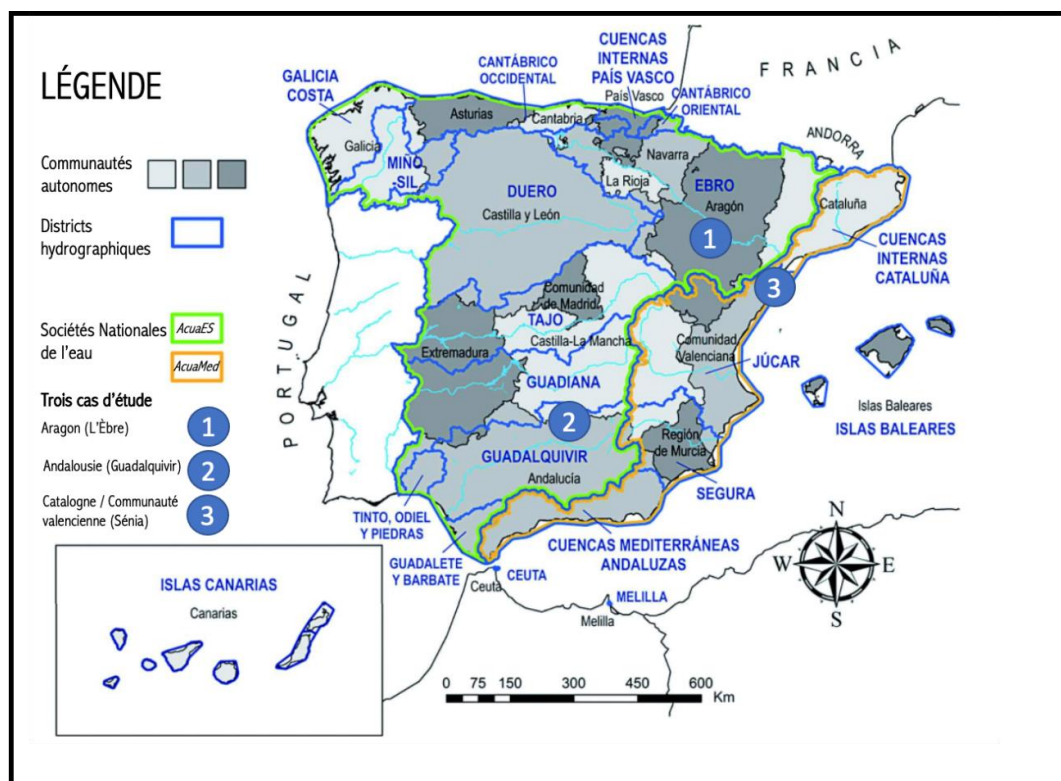 LÉGENDE
Communautés
autonomes
Districts
hydrographiques
Sociétés Nationales
de l'eau
AcuaES
AcuaMed
Trois cas d'étude
Aragon (L'Èbre)
1
Andalousie (Guadalquivir)
2
Catalogne / Communauté
valencienne (Sénia)
3
GALICIA
COSTA
CANTÁBRICO
OCCIDENTAL
CUENCAS
INTERNAS
PAÍS VASCO
País Vasco
CANTÁBRICO
ORIENTAL
FRANCIA
ANDORRA
Asturias
Cantabria
Galicia
MIÑO
-SIL
Navarra
La Rioja
EBRO
Aragón
1
Cataluña
DUERO
Castilla y León
CUENCAS
INTERNAS
CATALUÑA
3
PORTUGAL
Comunidad
de Madrid
TAJO
Castilla-La Mancha
Extremadura
Comunidad
Valenciana
JÚCAR
GUADIANA
2
Islas Baleares
ISLAS BALEARES
GUADALQUIVIR
Andalucía
Región
de Murcia
SEGURA
TINTO, ODIEL
Y PIEDRAS
GUADALETE
Y BARBATE
CUENCAS MEDITERRÁNEAS
ANDALUZAS
CEUTA
Ceuta
MELILLA
Melilla
N
W
E
S
ISLAS CANARIAS
Canarias
0 75 150 300 450 600
Km